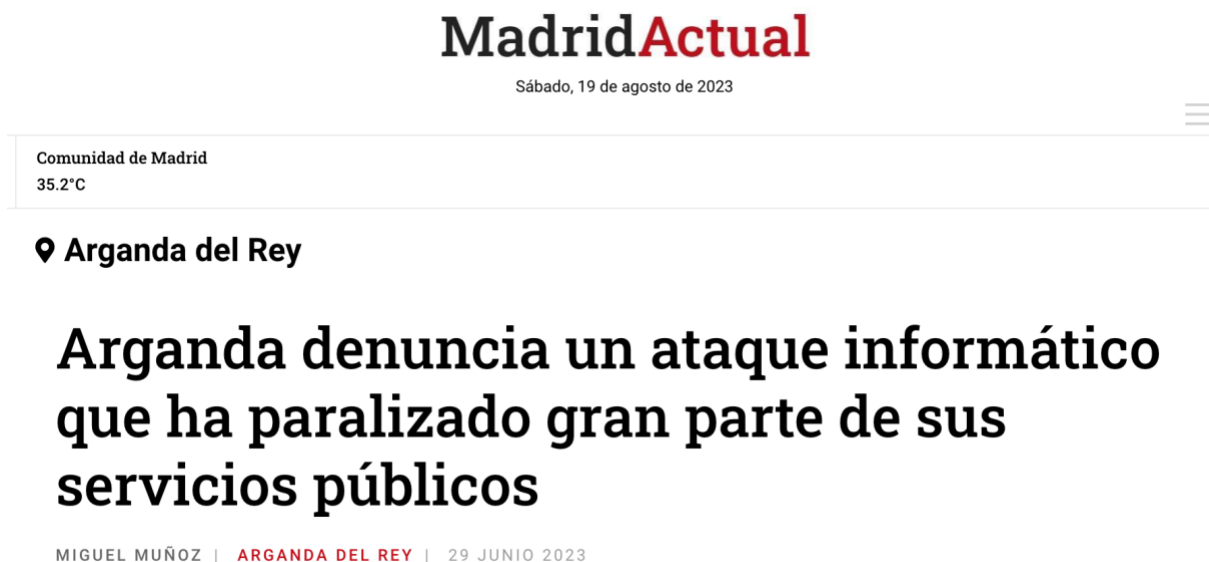 MadridActual
Sábado, 19 de agosto de 2023
Comunidad de Madrid
35.2°C
Arganda del Rey
Arganda denuncia un ataque informático
que ha paralizado gran parte de sus
servicios públicos
MIGUEL MUÑOZ | ARGANDA DEL REY | 29 JUNIO 2023